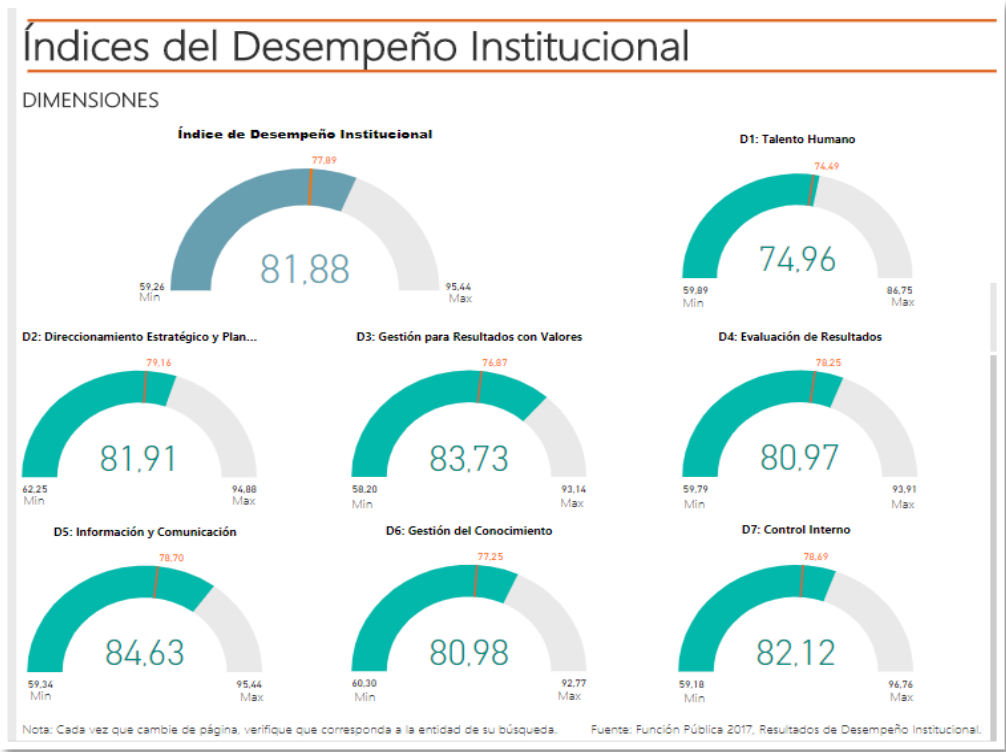 Índices del Desempeño Institucional
DIMENSIONES
Índice de Desempeño Institucional
77,89
81,88
59,26
Min
95,44
Max
D1: Talento Humano
74,49
74,96
59,89
Min
86,75
Max
D2: Direccionamiento Estratégico y Plan...
79,16
81,91
62,25
Min
94,88
Max
D3: Gestión para Resultados con Valores
76,87
83,73
58,20
Min
93,14
Max
D4: Evaluación de Resultados
78,25
80,97
59,79
Min
93,91
Max
D5: Información y Comunicación
78,70
84,63
59,34
Min
95,44
Max
D6: Gestión del Conocimiento
77,25
80,98
60,30
Min
92,77
Max
D7: Control Interno
78,69
82,12
59,18
Min
96,76
Max
Nota: Cada vez que cambie de página, verifique que corresponda a la entidad de su búsqueda.
Fuente: Función Pública 2017, Resultados de Desempeño Institucional.